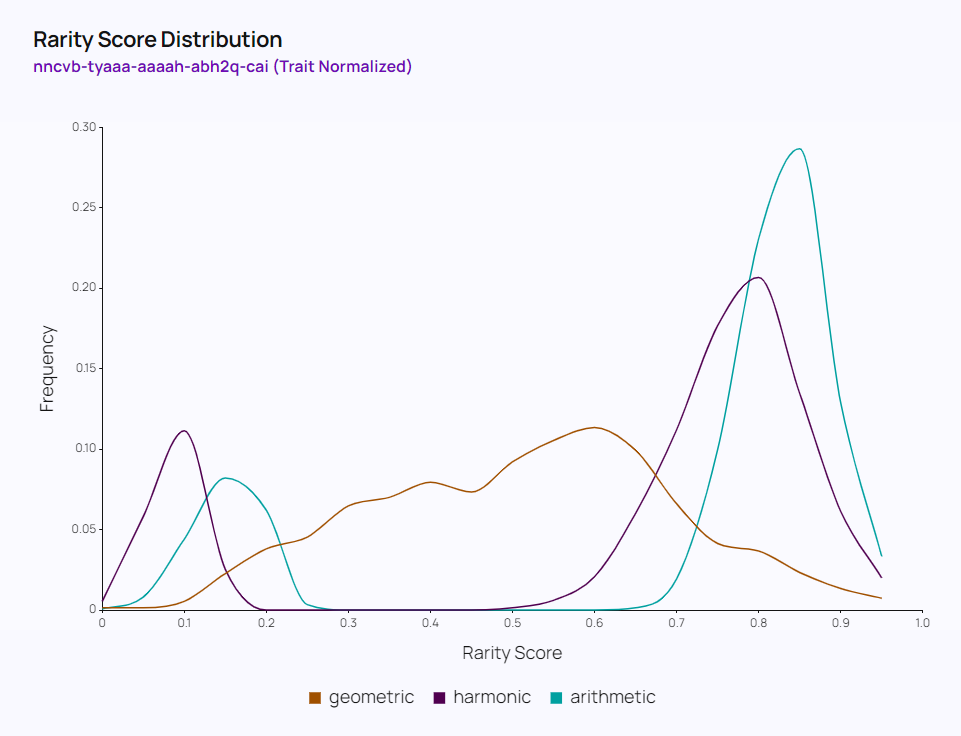 Rarity Score Distribution
nncvb-tyaaa-aaaah-abh2q-cai (Trait Normalized)
0.30
0.25
0.20
0.15
0.10
0.05
0
Frequency
0 0.1 0.2 0.3 0.4 0.5 0.6 0.7 0.8 0.9 1.0
Rarity Score
geometric harmonic arithmetic